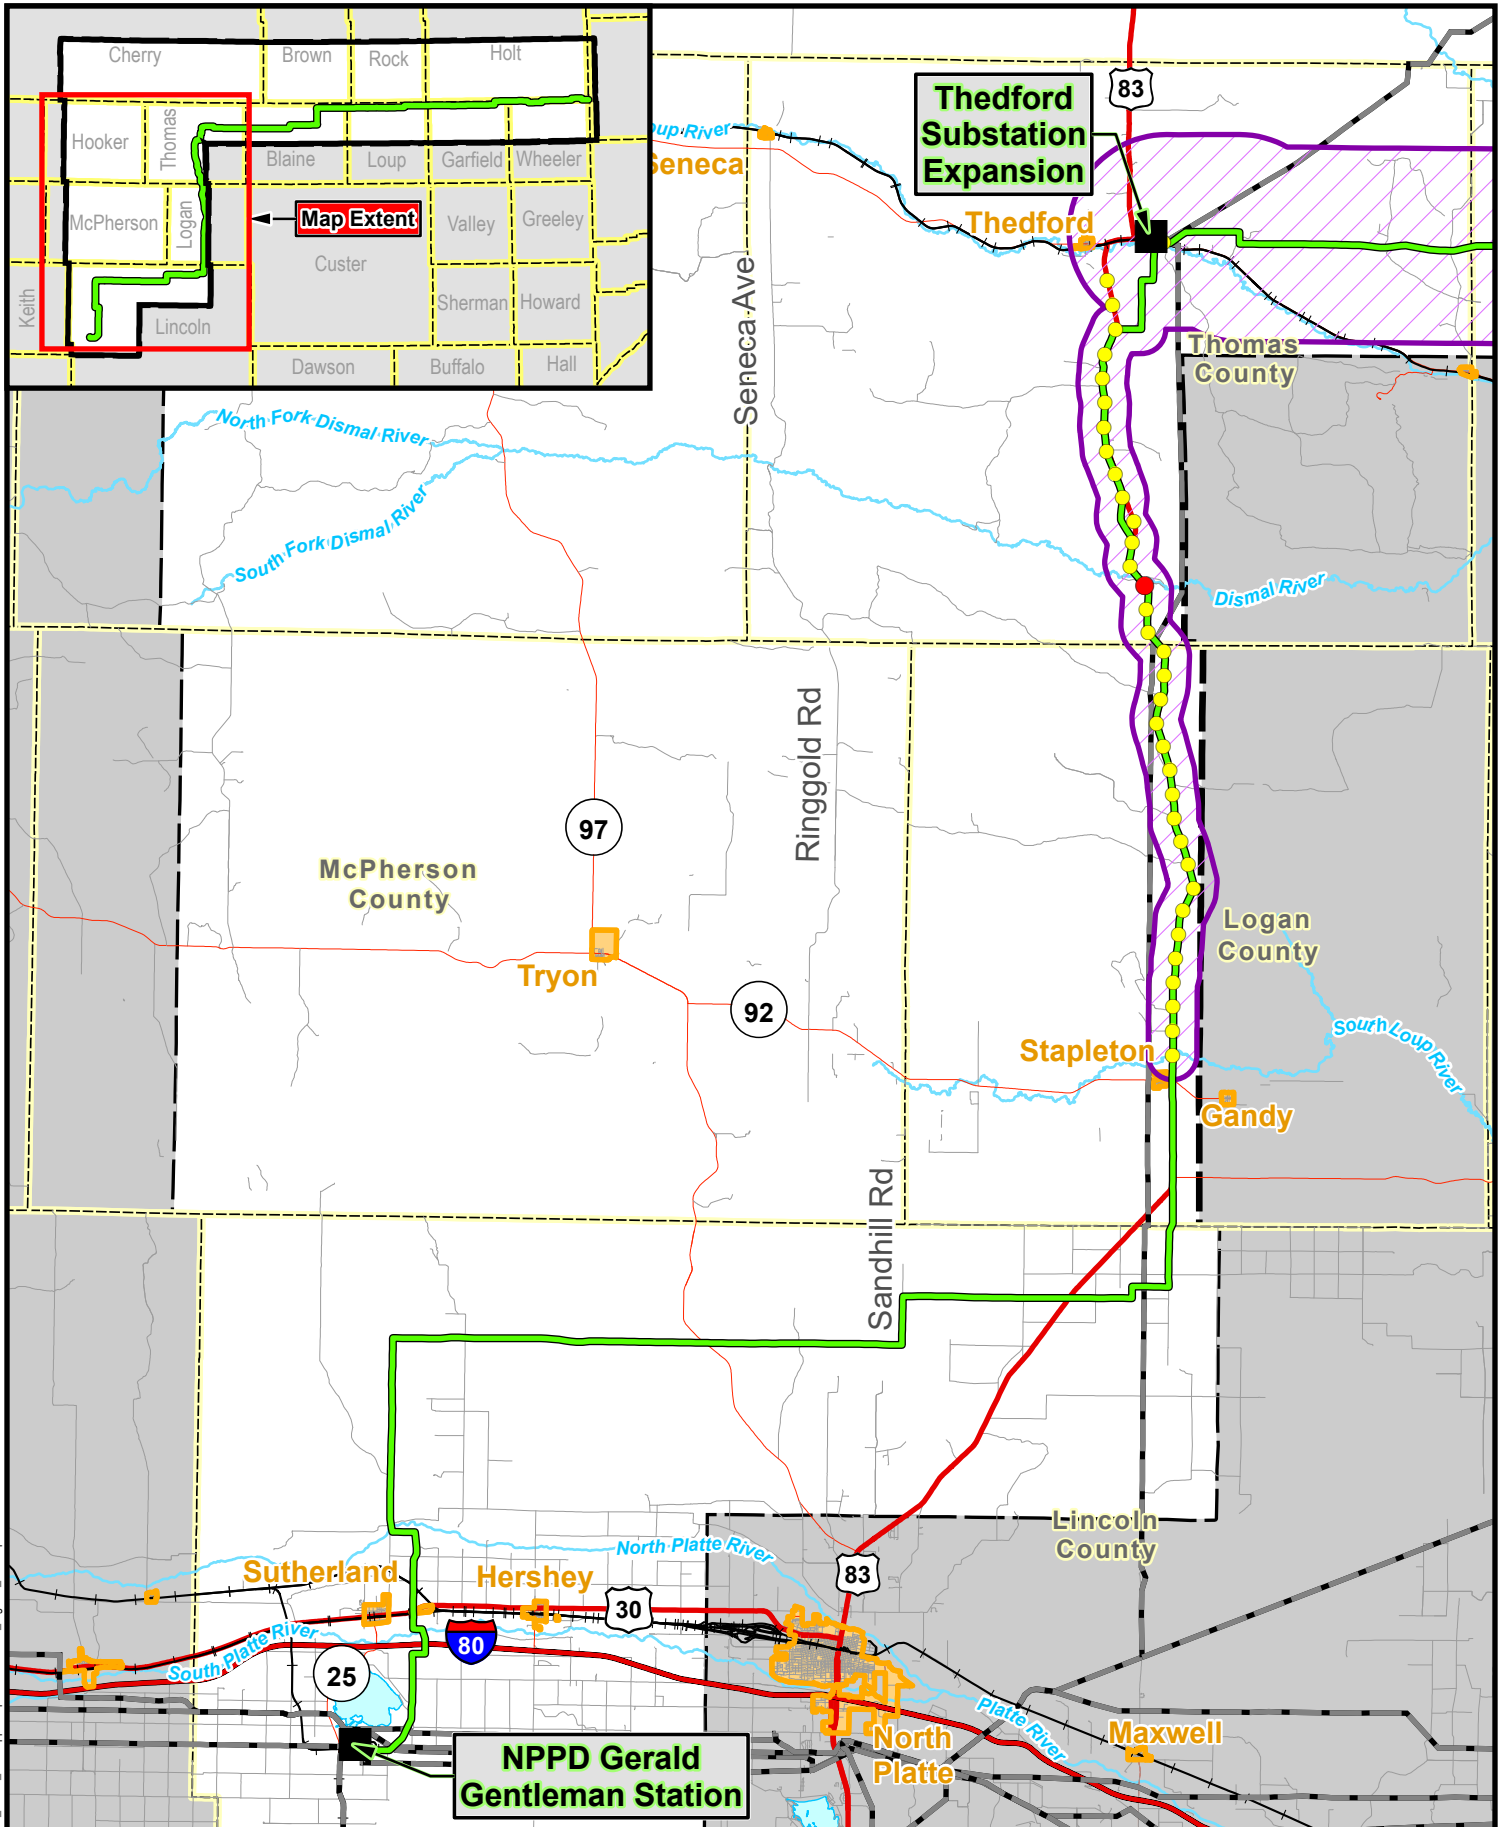 Cherry
Brown
Rock
Holt
Hooker
Thomas
Blaine
Loup
Garfield
Wheeler
McPherson
Logan
Map Extent
Valley
Greeley
Custer
Keith
Lincoln
Sherman
Howard
Dawson
Buffalo
Hall
83
Thedford
Substation
Expansion
oup River
Seneca
Thedford
Seneca Ave
Thomas
County
North Fork Dismal River
South Fork Dismal River
Dismal River
Ringgold Rd
97
McPherson
County
Logan
County
Tryon
92
Stapleton
South Loup River
Gandy
Sandhill Rd
Lincoln
County
North Platte River
Sutherland
Hershey
83
30
80
South Platte River
25
Platte River
North
Platte
Maxwell
NPPD Gerald
Gentleman Station